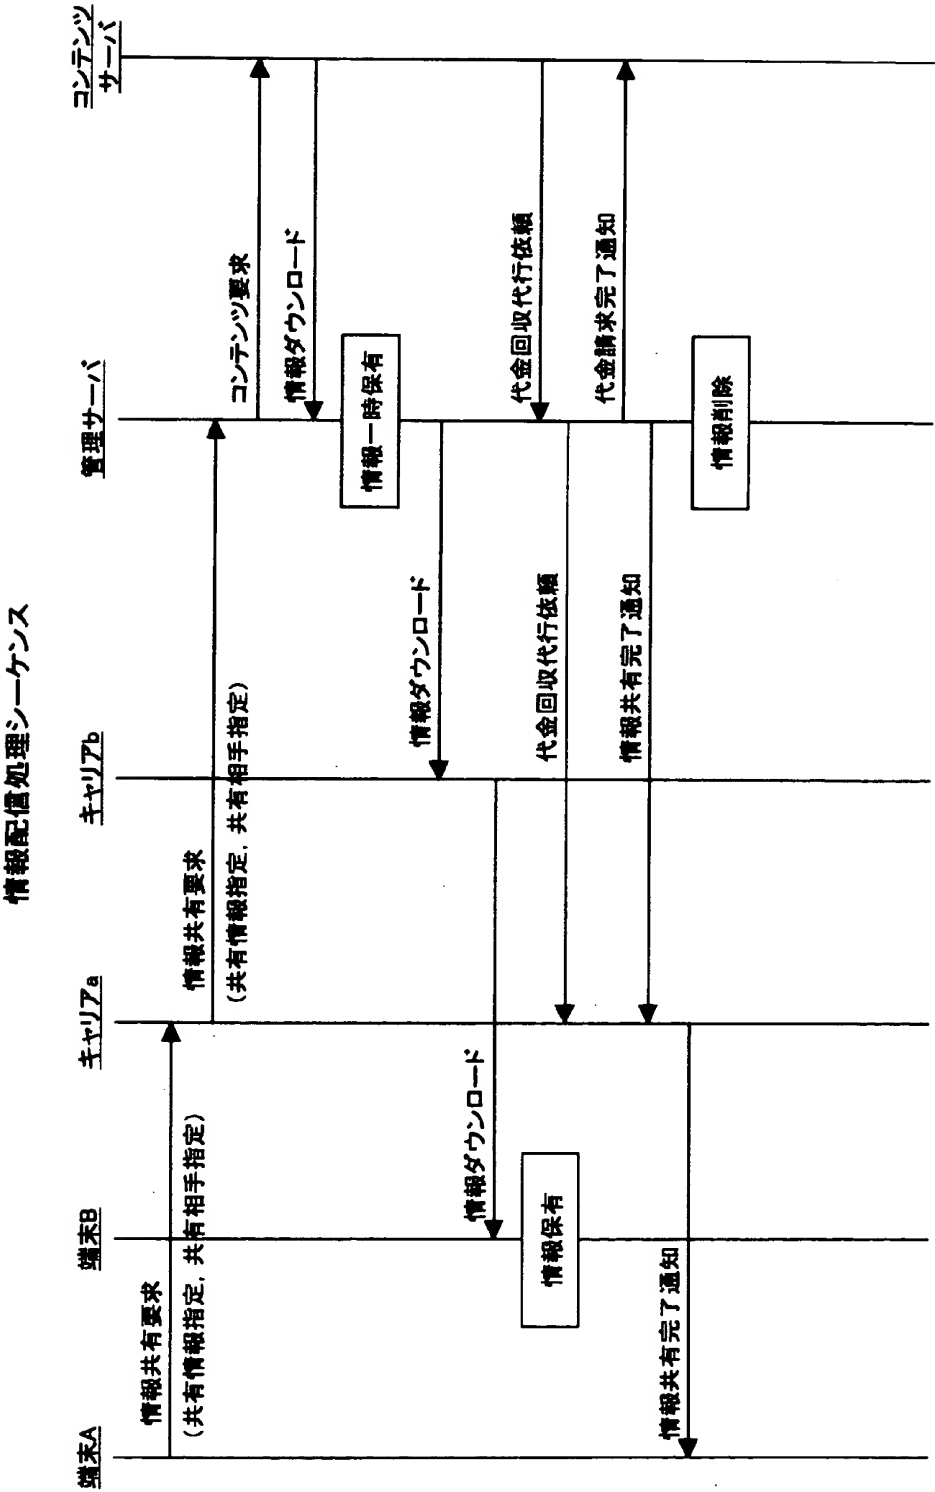 情報配信処理シーケンス
端末A
端末B
キャリアa
キャリアb
管理サーバ
コンテンツ
サーバ
情報共有要求
(共有情報指定, 共有相手指定)
情報共有要求
(共有情報指定, 共有相手指定)
コンテンツ要求
情報ダウンロード
情報一時保有
情報ダウンロード
情報ダウンロード
情報保有
代金回収代行依頼
代金回収代行依頼
代金請求完了通知
情報共有完了通知
情報共有完了通知
情報削除